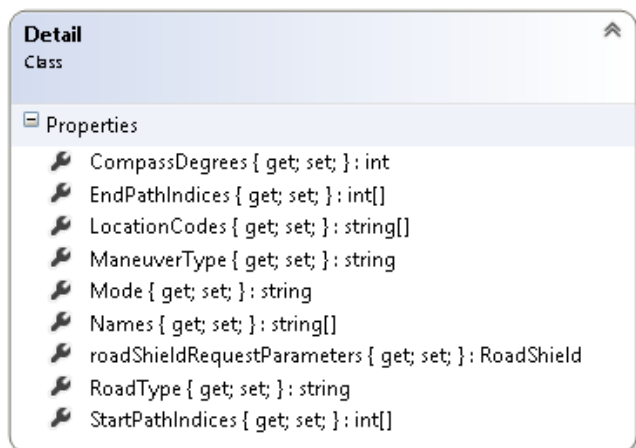 Detail
Class
Properties
CompassDegrees { get; set; } : int
EndPathIndices { get; set; } : int[]
LocationCodes { get; set; } : string[]
ManeuverType { get; set; } : string
Mode { get; set; } : string
Names { get; set; } : string[]
roadShieldRequestParameters { get; set; } : RoadShield
RoadType { get; set; } : string
StartPathIndices { get; set; } : int[]